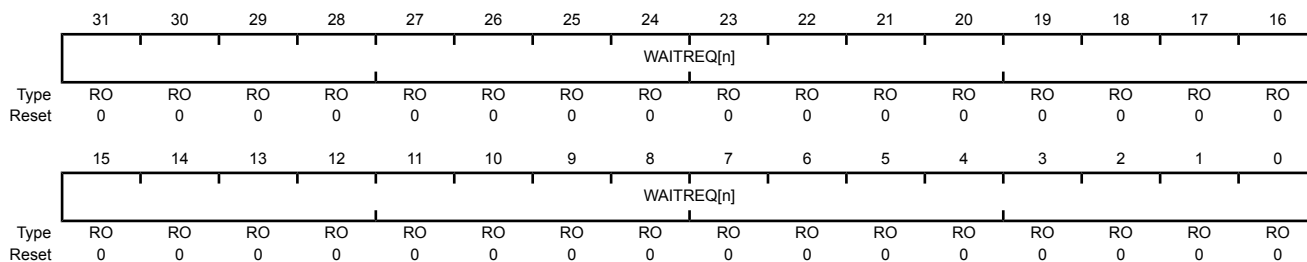 31 30 29 28 27 26 25 24 23 22 21 20 19 18 17 16
WAITREQ[n]
Type RO RO RO RO RO RO RO RO RO RO RO RO RO RO RO RO
Reset 0 0 0 0 0 0 0 0 0 0 0 0 0 0 0 0
15 14 13 12 11 10 9 8 7 6 5 4 3 2 1 0
WAITREQ[n]
Type RO RO RO RO RO RO RO RO RO RO RO RO RO RO RO RO
Reset 0 0 0 0 0 0 0 0 0 0 0 0 0 0 0 0